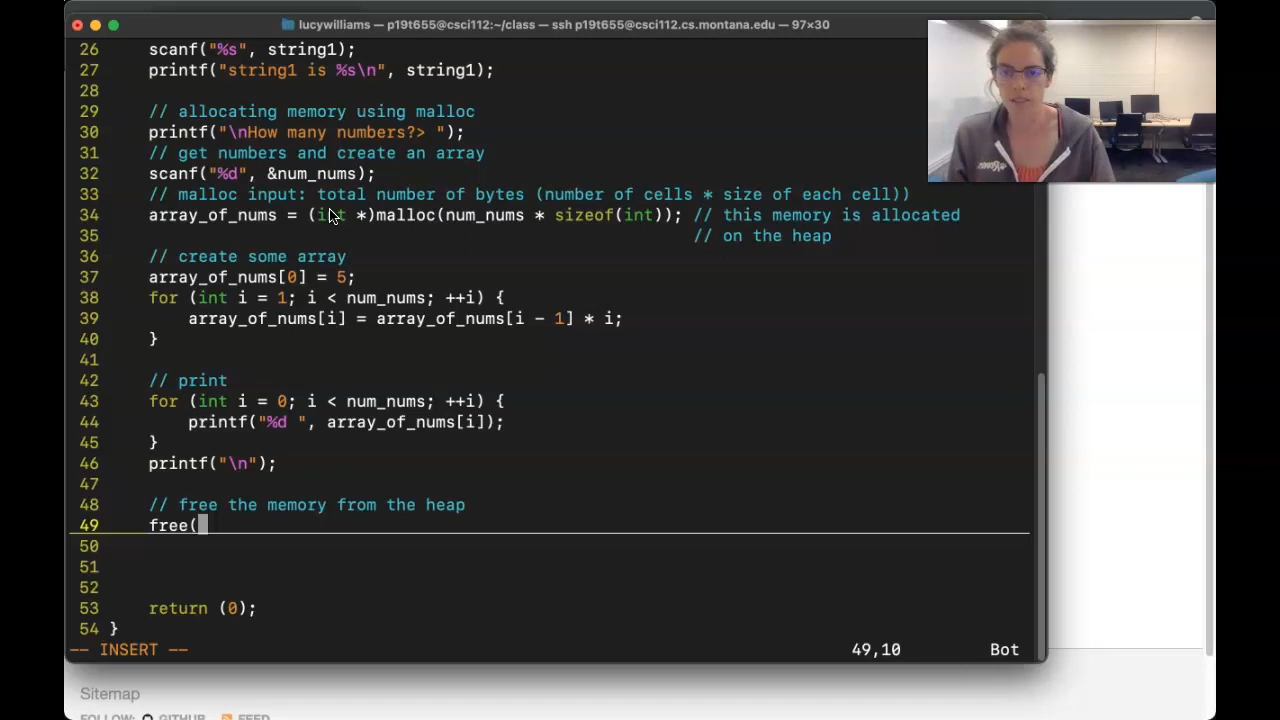 lucywilliams — p19t655@csci112:~/class — ssh p19t655@csci112.cs.montana.edu — 97×30
26 scanf("%s", string1);
27 printf("string1 is %s\n", string1);
28
29 // allocating memory using malloc
30 printf("\nHow many numbers?> ");
31 // get numbers and create an array
32 scanf("%d", &num_nums);
33 // malloc input: total number of bytes (number of cells * size of each cell))
34 array_of_nums = (int *)malloc(num_nums * sizeof(int)); // this memory is allocated
35 // on the heap
36 // create some array
37 array_of_nums[0] = 5;
38 for (int i = 1; i < num_nums; ++i) {
39 array_of_nums[i] = array_of_nums[i - 1] * i;
40 }
41
42 // print
43 for (int i = 0; i < num_nums; ++i) {
44 printf("%d ", array_of_nums[i]);
45 }
46 printf("\n");
47
48 // free the memory from the heap
49 free(
50
51
52
53 return (0);
54 }
-- INSERT -- 49,10 Bot
Sitemap
FOLLOW: GITHUB FEED